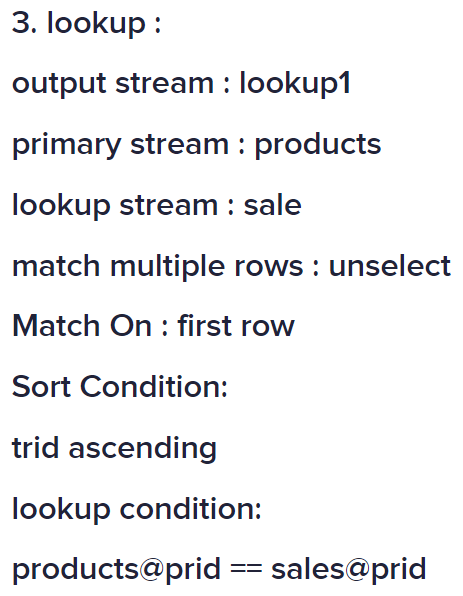 3. lookup :
output stream : lookup1
primary stream : products
lookup stream : sale
match multiple rows : unselect
Match On : first row
Sort Condition:
trid ascending
lookup condition:
products@prid == sales@prid